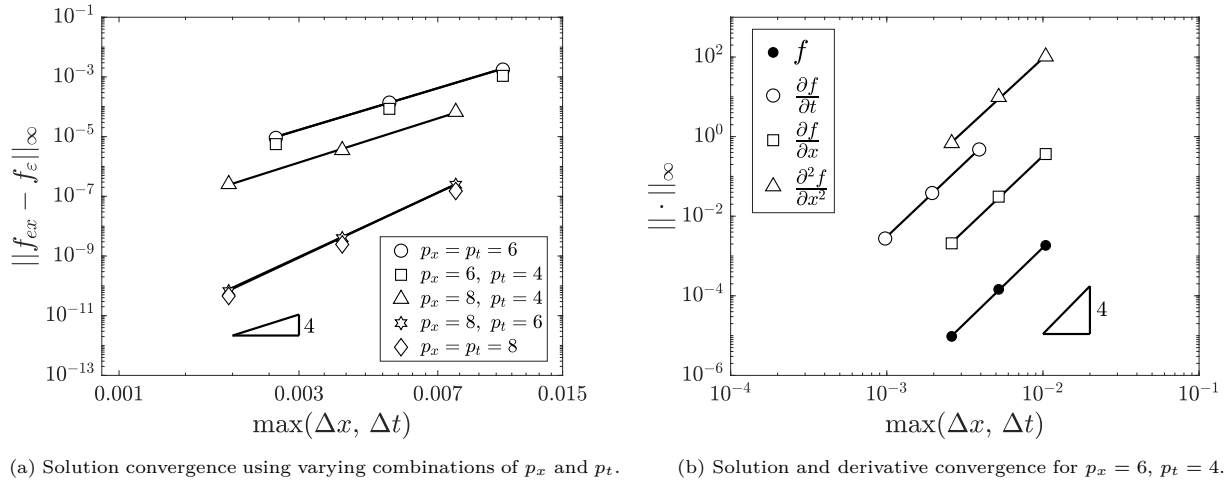 ||f_{ex} − f_ε||_∞
10^{-1}
10^{-3}
10^{-5}
10^{-7}
10^{-9}
10^{-11}
10^{-13}
p_x = p_t = 6
p_x = 6, p_t = 4
p_x = 8, p_t = 4
p_x = 8, p_t = 6
p_x = p_t = 8
4
0.001
0.003
0.007
0.015
max(Δx, Δt)
(a) Solution convergence using varying combinations of p_x and p_t.
|| · ||_∞
10^2
10^0
10^{-2}
10^{-4}
10^{-6}
f
∂f/∂t
∂f/∂x
∂²f/∂x²
4
10^{-4}
10^{-3}
10^{-2}
10^{-1}
max(Δx, Δt)
(b) Solution and derivative convergence for p_x = 6, p_t = 4.